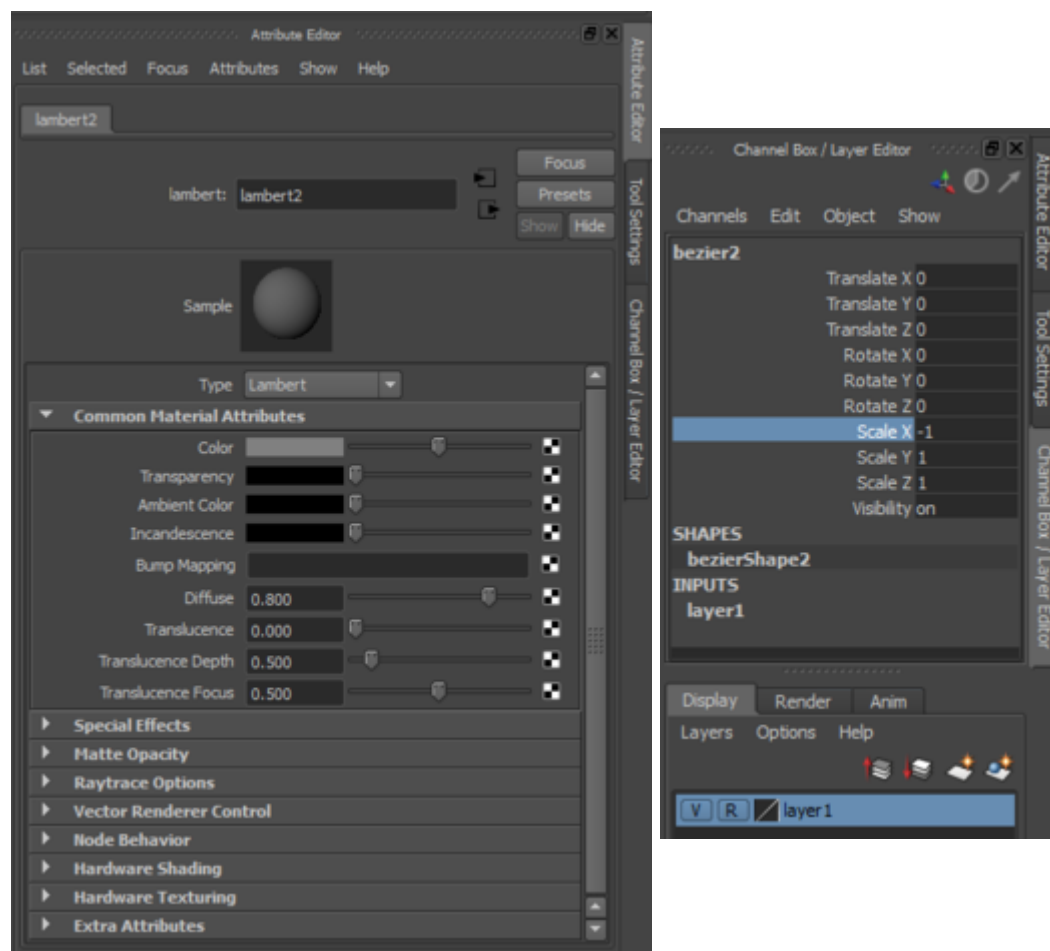 Attribute Editor
List Selected Focus Attributes Show Help
lambert2
Focus
lambert: lambert2
Presets
Show Hide
Sample
Type Lambert
Common Material Attributes
Color
Transparency
Ambient Color
Incandescence
Bump Mapping
Diffuse 0.800
Translucence 0.000
Translucence Depth 0.500
Translucence Focus 0.500
Special Effects
Matte Opacity
Raytrace Options
Vector Renderer Control
Node Behavior
Hardware Shading
Hardware Texturing
Extra Attributes
Attribute Editor
Tool Settings
Channel Box / Layer Editor
Channel Box / Layer Editor
Channels Edit Object Show
bezier2
Translate X 0
Translate Y 0
Translate Z 0
Rotate X 0
Rotate Y 0
Rotate Z 0
Scale X -1
Scale Y 1
Scale Z 1
Visibility on
SHAPES
bezierShape2
INPUTS
layer1
Display Render Anim
Layers Options Help
V R layer1
Attribute Editor
Tool Settings
Channel Box / Layer Editor